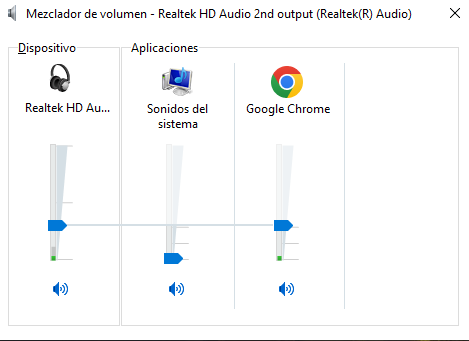 Mezclador de volumen - Realtek HD Audio 2nd output (Realtek(R) Audio)
Dispositivo
Aplicaciones
Realtek HD Au...
Sonidos del
sistema
Google Chrome